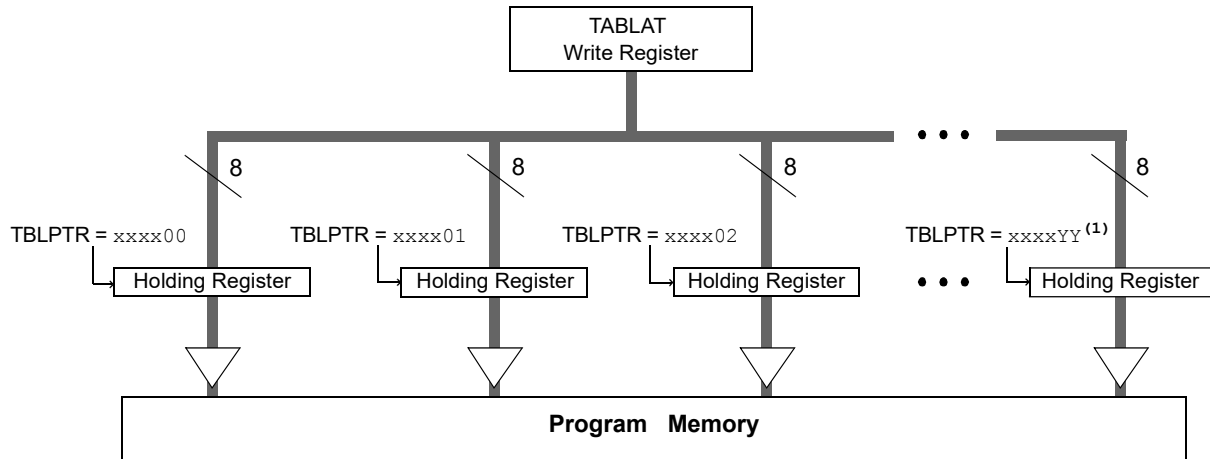 TABLAT
Write Register
8 8 8 8
TBLPTR = xxxx00 TBLPTR = xxxx01 TBLPTR = xxxx02 TBLPTR = xxxxYY(1)
Holding Register Holding Register Holding Register Holding Register
Program Memory